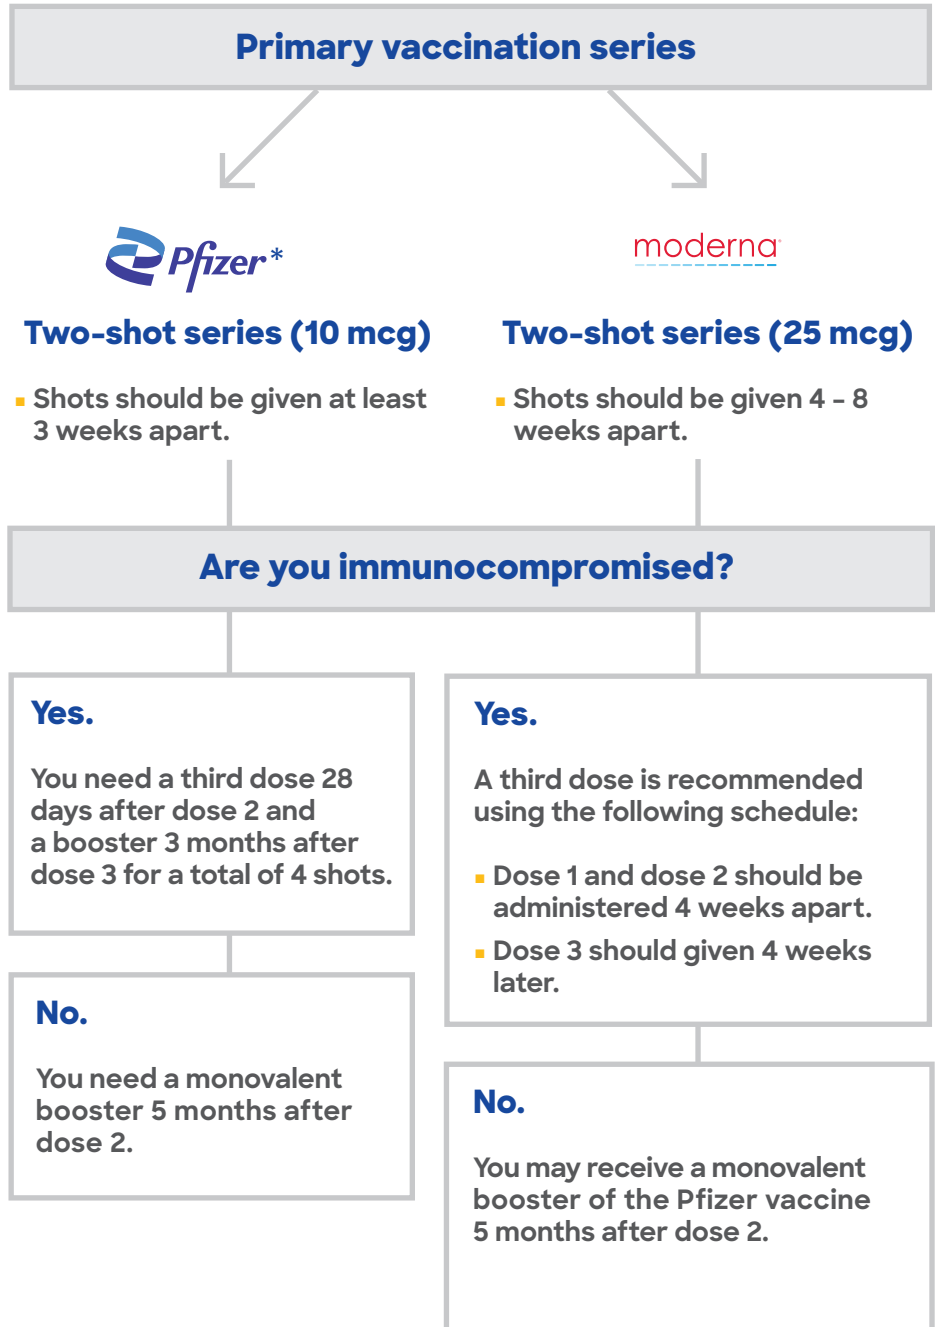 Primary vaccination series
Pfizer*
Two-shot series (10 mcg)
▪ Shots should be given at least
3 weeks apart.
moderna
Two-shot series (25 mcg)
▪ Shots should be given 4 – 8
weeks apart.
Are you immunocompromised?
Yes.
You need a third dose 28
days after dose 2 and
a booster 3 months after
dose 3 for a total of 4 shots.
No.
You need a monovalent
booster 5 months after
dose 2.
Yes.
A third dose is recommended
using the following schedule:
▪ Dose 1 and dose 2 should be
administered 4 weeks apart.
▪ Dose 3 should given 4 weeks
later.
No.
You may receive a monovalent
booster of the Pfizer vaccine
5 months after dose 2.